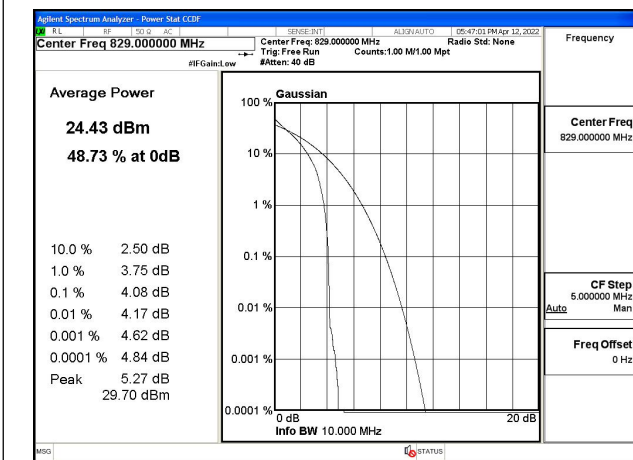 Agilent Spectrum Analyzer - Power Stat CCDF
RL RF 50 Ω AC SENSE:INT ALIGN AUTO 05:47:01 PM Apr 12, 2022
Center Freq 829.000000 MHz
Center Freq: 829.000000 MHz Radio Std: None
Trig: Free Run Counts:1.00 M/1.00 Mpt
#IFGain:Low #Atten: 40 dB
Frequency
Average Power
24.43 dBm
48.73 % at 0dB
10.0 % 2.50 dB
1.0 % 3.75 dB
0.1 % 4.08 dB
0.01 % 4.17 dB
0.001 % 4.62 dB
0.0001 % 4.84 dB
Peak 5.27 dB
29.70 dBm
Gaussian
100 %
10 %
1 %
0.1 %
0.01 %
0.001 %
0.0001 %
0 dB 20 dB
Info BW 10.000 MHz
Center Freq
829.000000 MHz
CF Step
5.000000 MHz
Auto Man
Freq Offset
0 Hz
MSG STATUS